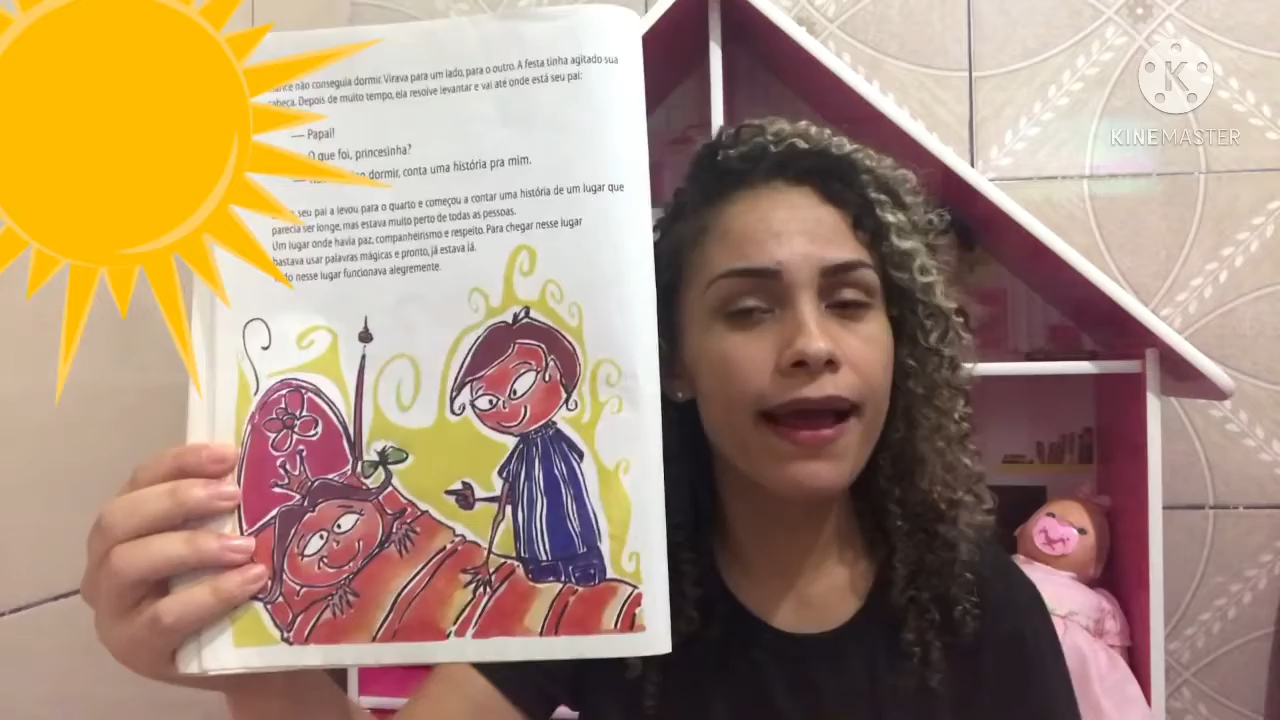 não conseguia dormir. Virava para um lado, para o outro. A festa tinha agitado sua
cabeça. Depois de muito tempo, ela resolve levantar e vai até onde está seu pai:
— Papai!
O que foi, princesinha?
dormir, conta uma história pra mim.
seu pai a levou para o quarto e começou a contar uma história de um lugar que
parecia ser longe, mas estava muito perto de todas as pessoas.
Um lugar onde havia paz, companheirismo e respeito. Para chegar nesse lugar
bastava usar palavras mágicas e pronto, já estava lá.
nesse lugar funcionava alegremente.
KINEMASTER